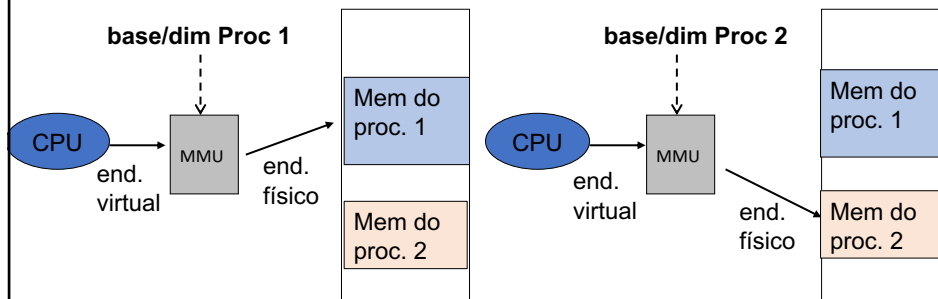 base/dim Proc 1
CPU
MMU
end.
virtual
end.
físico
Mem do
proc. 1
Mem do
proc. 2
base/dim Proc 2
CPU
MMU
end.
virtual
end.
físico
Mem do
proc. 1
Mem do
proc. 2